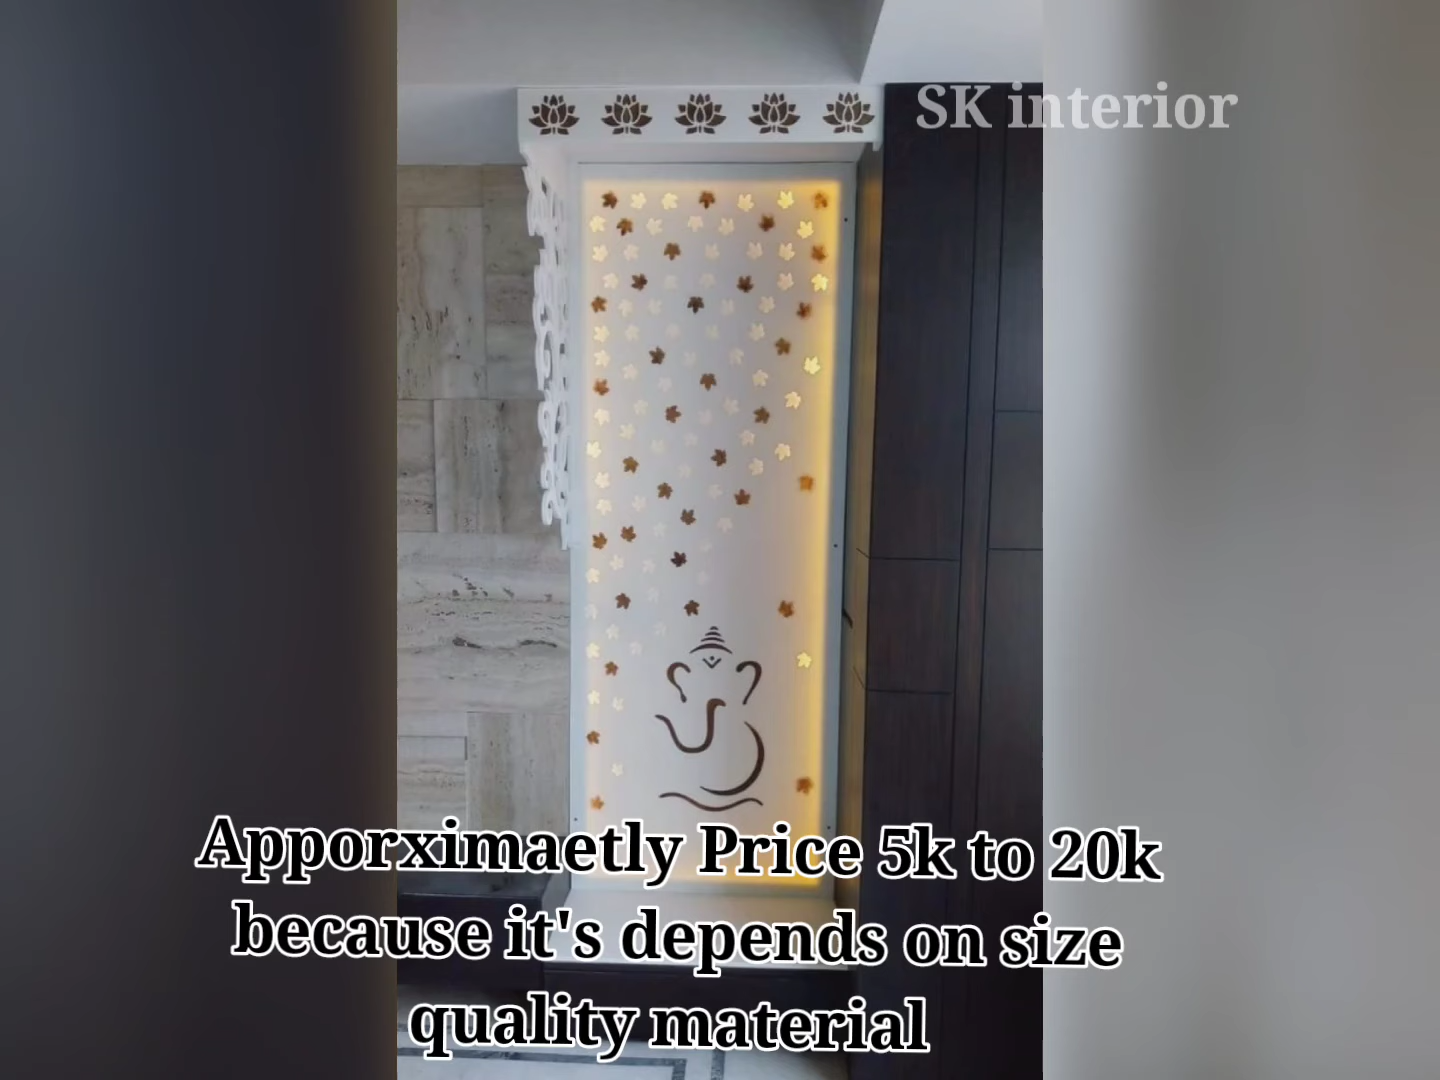 SK interior
Apporximaetly Price 5k to 20k
because it's depends on size
quality material